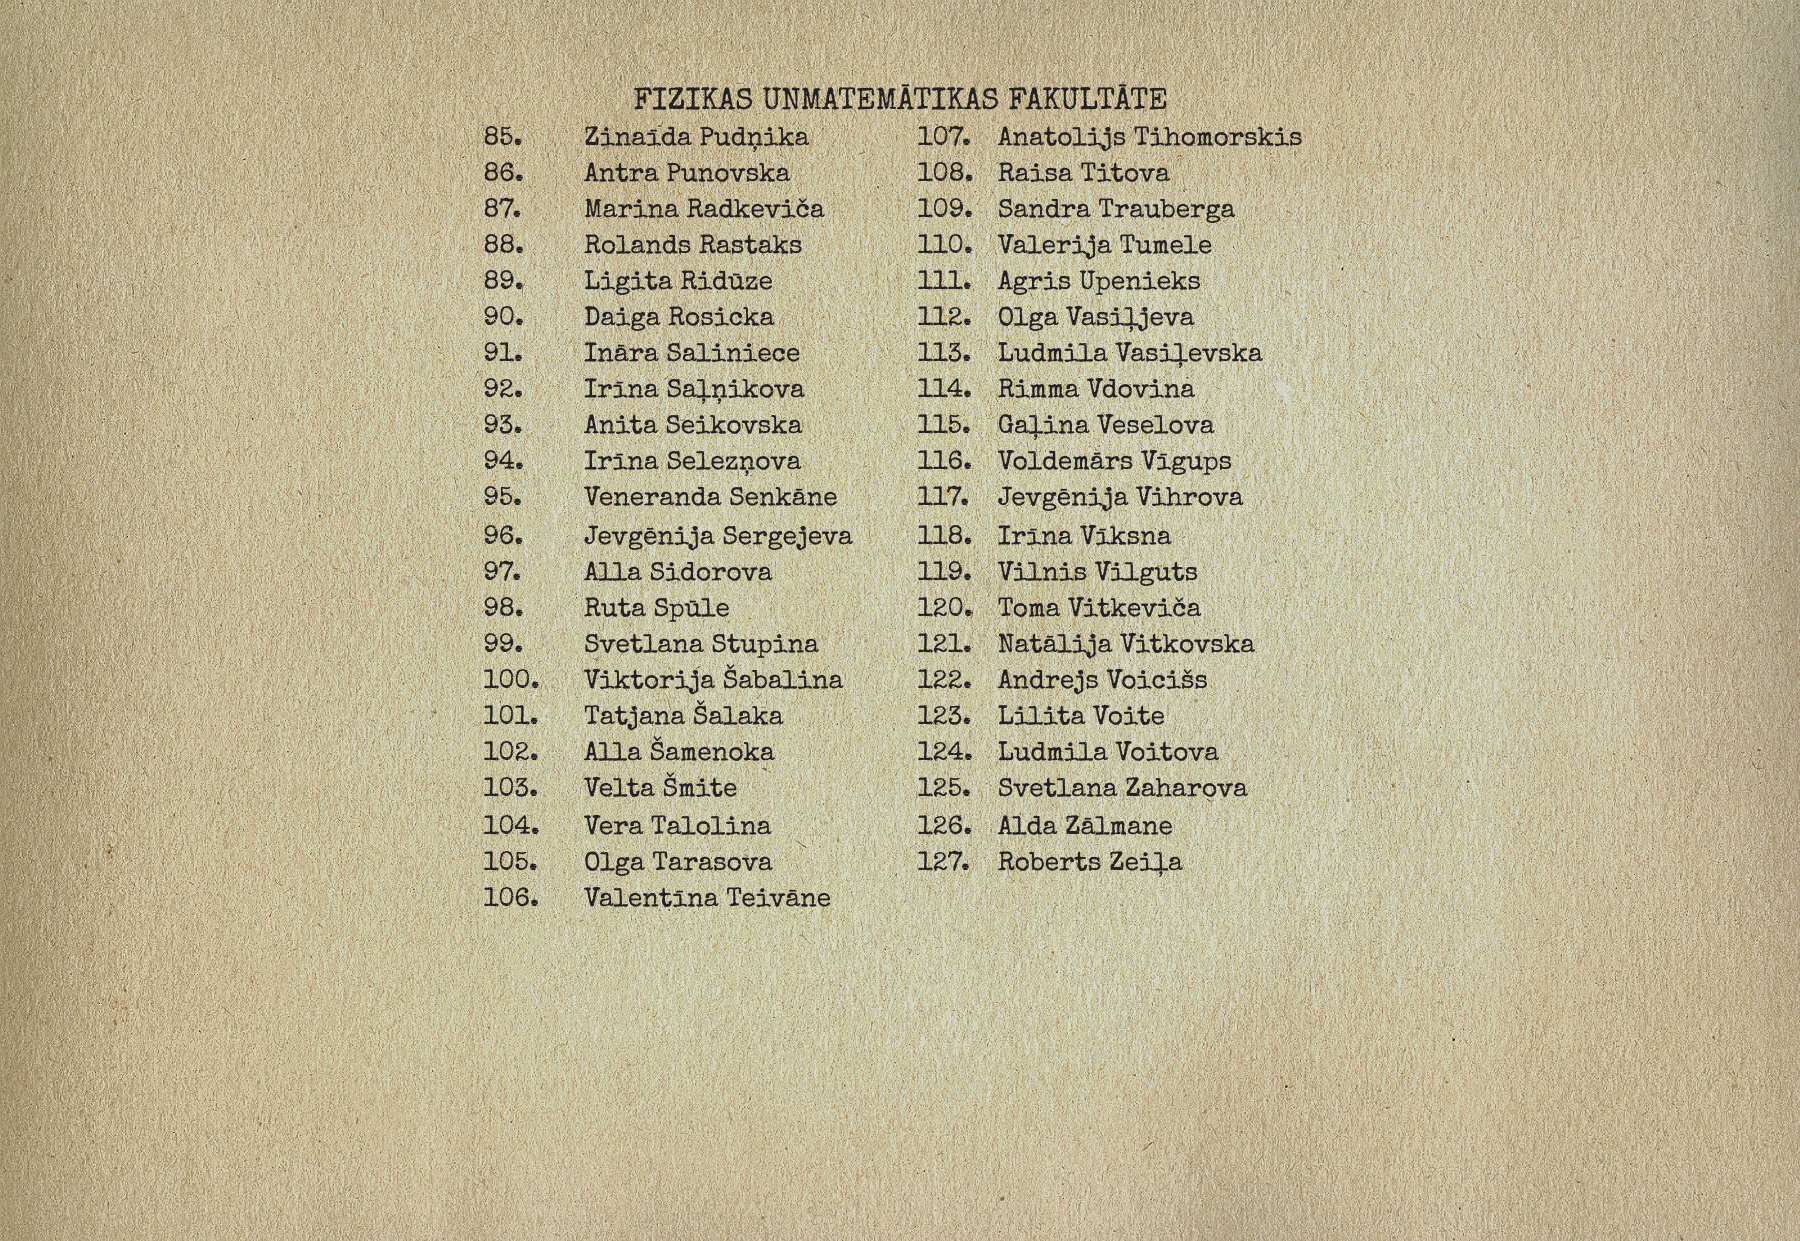 FIZIKAS UNMATEMĀTIKAS FAKULTĀTE
85. Zinaīda Pudņika
86. Antra Punovska
87. Marina Radkeviča
88. Rolands Rastaks
89. Ligita Ridūze
90. Daiga Rosicka
91. Ināra Saliniece
92. Irīna Saļņikova
93. Anita Seikovska
94. Irīna Selezņova
95. Veneranda Senkāne
96. Jevgēnija Sergejeva
97. Alla Sidorova
98. Ruta Spūle
99. Svetlana Stupina
100. Viktorija Šabalina
101. Tatjana Šalaka
102. Alla Šamenoka
103. Velta Šmite
104. Vera Talolina
105. Olga Tarasova
106. Valentīna Teivāne
107. Anatolijs Tihomorskis
108. Raisa Titova
109. Sandra Trauberga
110. Valerija Tumele
111. Agris Upenieks
112. Olga Vasiļjeva
113. Ludmila Vasiļevska
114. Rimma Vdovina
115. Gaļina Veselova
116. Voldemārs Vīgups
117. Jevgēnija Vihrova
118. Irīna Vīksna
119. Vilnis Vilguts
120. Toma Vitkeviča
121. Natālija Vitkovska
122. Andrejs Voicišs
123. Lilita Voite
124. Ludmila Voitova
125. Svetlana Zaharova
126. Alda Zālmane
127. Roberts Zeiļa